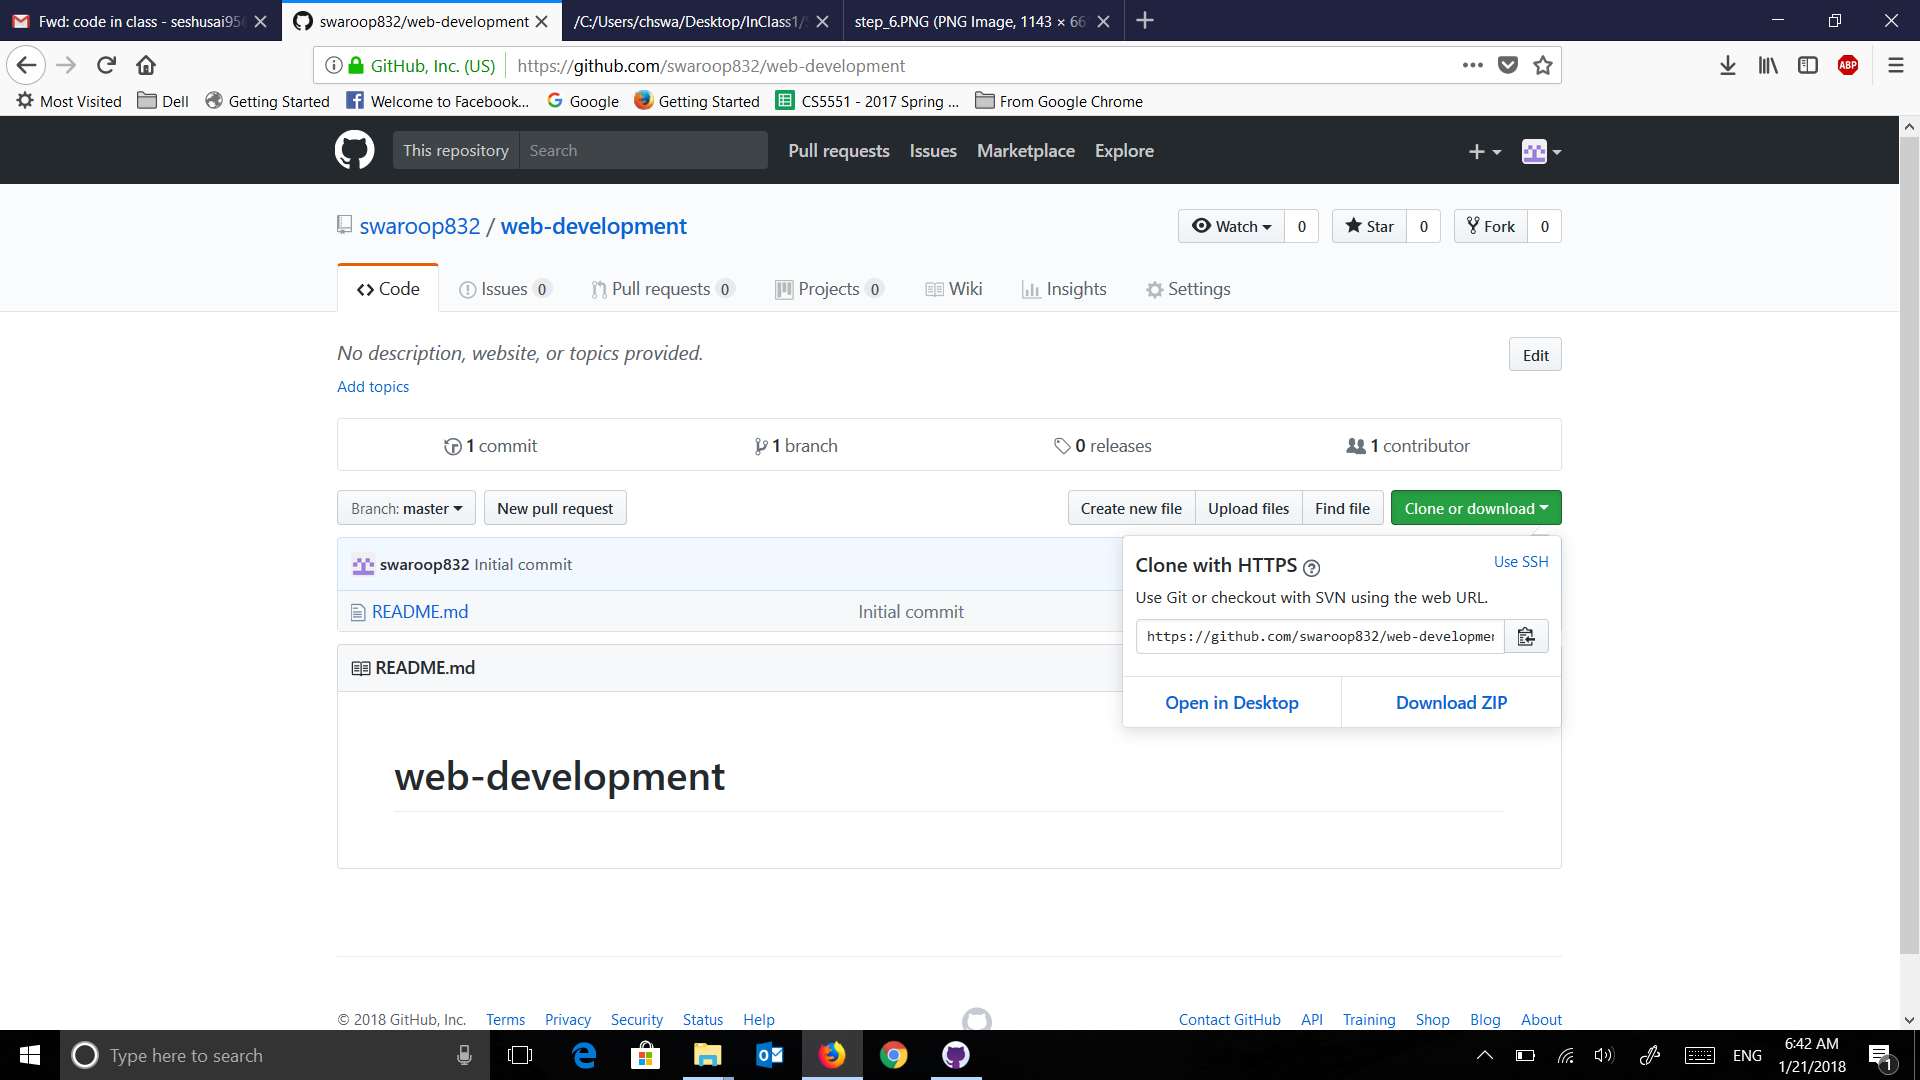 Fwd: code in class - seshusai95
swaroop832/web-development
/C:/Users/chswa/Desktop/InClass1/
step_6.PNG (PNG Image, 1143 × 66
GitHub, Inc. (US)
https://github.com/swaroop832/web-development
ABP
Most Visited
Dell
Getting Started
Welcome to Facebook...
Google
Getting Started
CS5551 - 2017 Spring ...
From Google Chrome
This repository
Search
Pull requests
Issues
Marketplace
Explore
swaroop832 / web-development
Watch 0
Star 0
Fork 0
Code
Issues 0
Pull requests 0
Projects 0
Wiki
Insights
Settings
No description, website, or topics provided.
Edit
Add topics
1 commit
1 branch
0 releases
1 contributor
Branch: master
New pull request
Create new file
Upload files
Find file
Clone or download
swaroop832 Initial commit
README.md
Initial commit
Clone with HTTPS
Use SSH
Use Git or checkout with SVN using the web URL.
https://github.com/swaroop832/web-developmen
Open in Desktop
Download ZIP
README.md
web-development
© 2018 GitHub, Inc.
Terms
Privacy
Security
Status
Help
Contact GitHub
API
Training
Shop
Blog
About
Type here to search
ENG
6:42 AM
1/21/2018
1